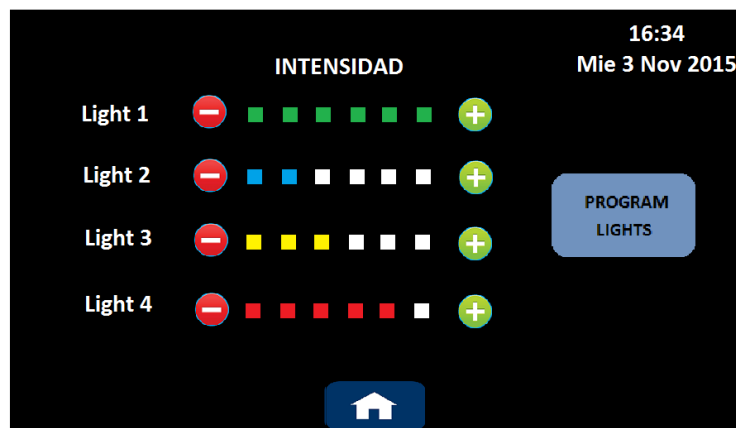 16:34
Mie 3 Nov 2015
INTENSIDAD
Light 1
Light 2
Light 3
Light 4
PROGRAM
LIGHTS